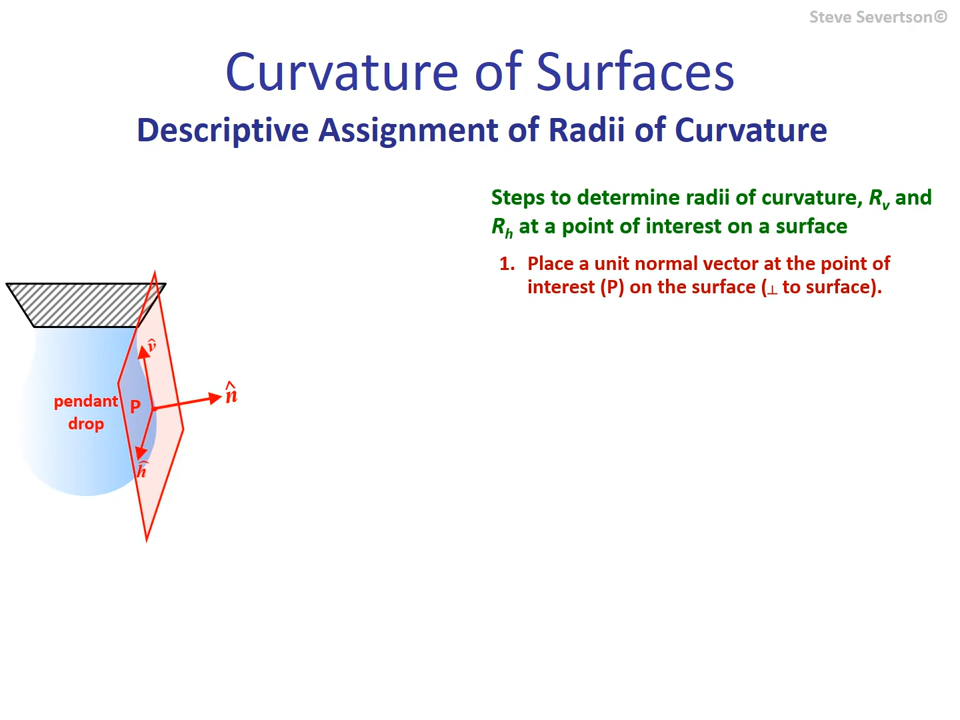 Steve Severtson©
Curvature of Surfaces
Descriptive Assignment of Radii of Curvature
Steps to determine radii of curvature, Rv and
Rh at a point of interest on a surface
1. Place a unit normal vector at the point of
interest (P) on the surface (⊥ to surface).
v̂
n̂
pendant
drop
P
ĥ